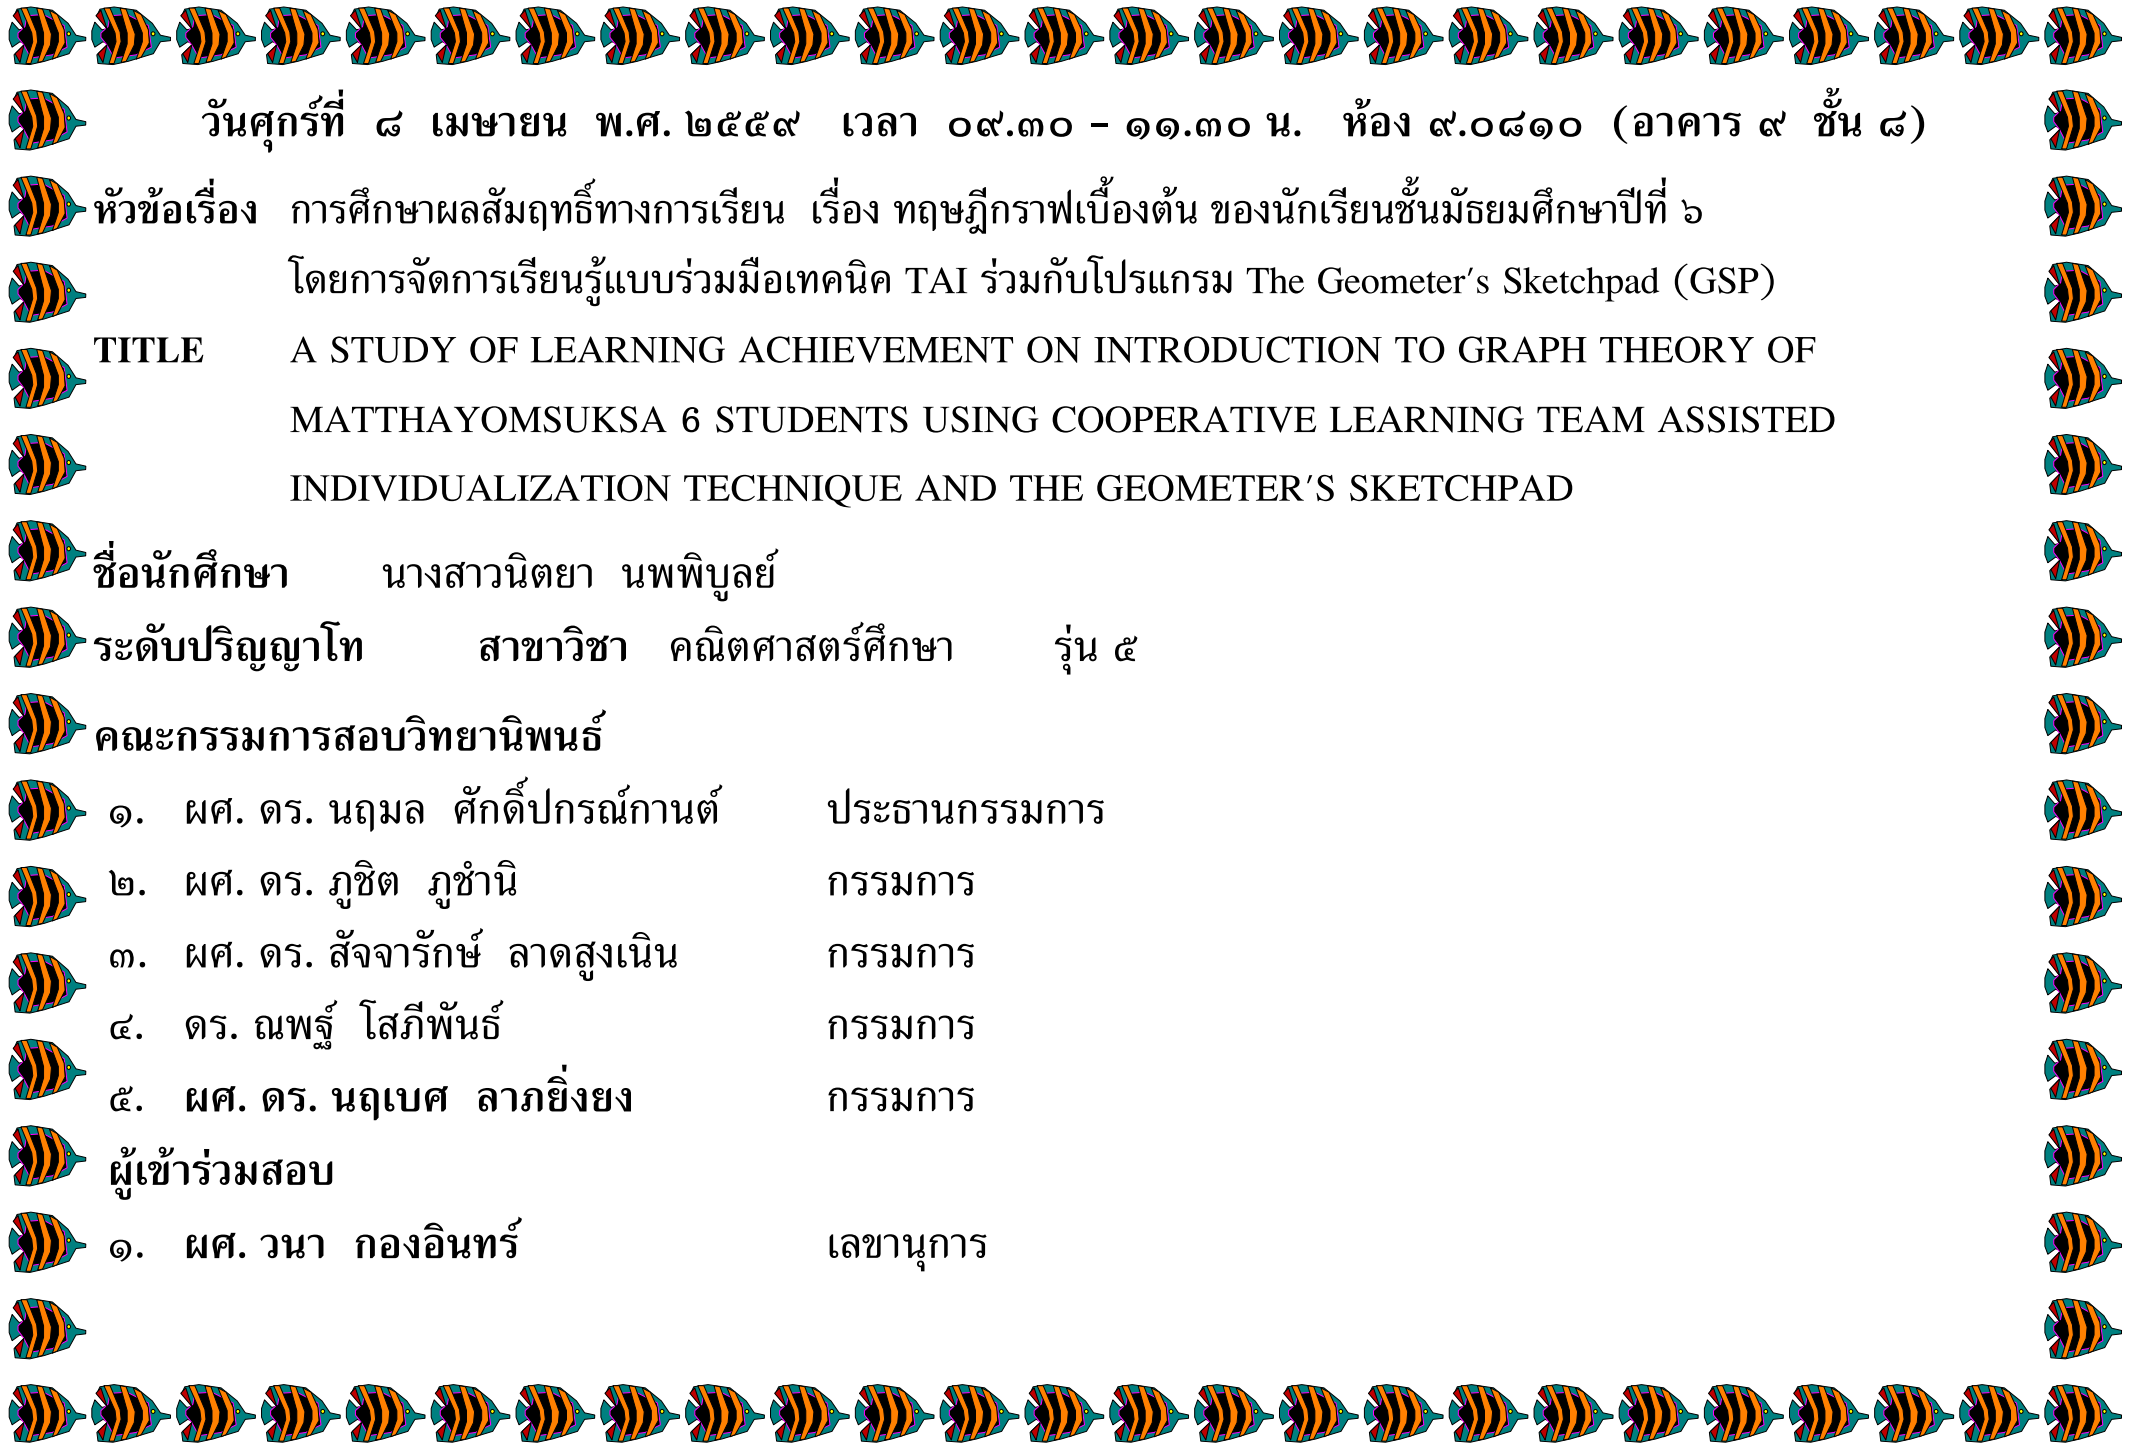 วันศุกร์ที่ ๘ เมษายน พ.ศ. ๒๕๕๙ เวลา ๐๙.๓๐ – ๑๑.๓๐ น. ห้อง ๙.๐๘๑๐ (อาคาร ๙ ชั้น ๘)
หัวข้อเรื่อง การศึกษาผลสัมฤทธิ์ทางการเรียน เรื่อง ทฤษฎีกราฟเบื้องต้น ของนักเรียนชั้นมัธยมศึกษาปีที่ ๖
โดยการจัดการเรียนรู้แบบร่วมมือเทคนิค TAI ร่วมกับโปรแกรม The Geometer's Sketchpad (GSP)
TITLE A STUDY OF LEARNING ACHIEVEMENT ON INTRODUCTION TO GRAPH THEORY OF
MATTHAYOMSUKSA 6 STUDENTS USING COOPERATIVE LEARNING TEAM ASSISTED
INDIVIDUALIZATION TECHNIQUE AND THE GEOMETER'S SKETCHPAD
ชื่อนักศึกษา นางสาวนิตยา นพพิบูลย์
ระดับปริญญาโท สาขาวิชา คณิตศาสตร์ศึกษา รุ่น ๕
คณะกรรมการสอบวิทยานิพนธ์
๑. ผศ. ดร. นฤมล ศักดิ์ปกรณ์กานต์ ประธานกรรมการ
๒. ผศ. ดร. ภูชิต ภูชำนิ กรรมการ
๓. ผศ. ดร. สัจจารักษ์ ลาดสูงเนิน กรรมการ
๔. ดร. ณพฐ์ โสภีพันธ์ กรรมการ
๕. ผศ. ดร. นฤเบศ ลาภยิ่งยง กรรมการ
ผู้เข้าร่วมสอบ
๑. ผศ. วนา กองอินทร์ เลขานุการ